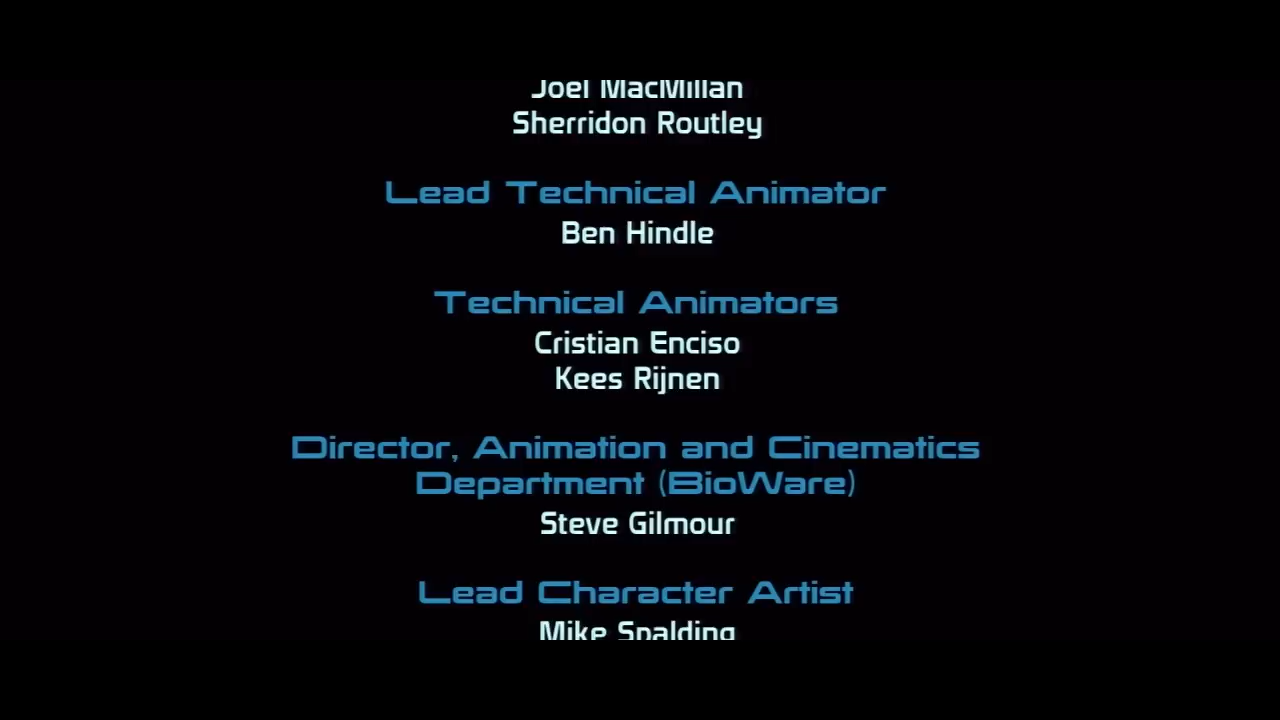 Joel MacMillan
Sherridon Routley
Lead Technical Animator
Ben Hindle
Technical Animators
Cristian Enciso
Kees Rijnen
Director, Animation and Cinematics
Department (BioWare)
Steve Gilmour
Lead Character Artist
Mike Spalding